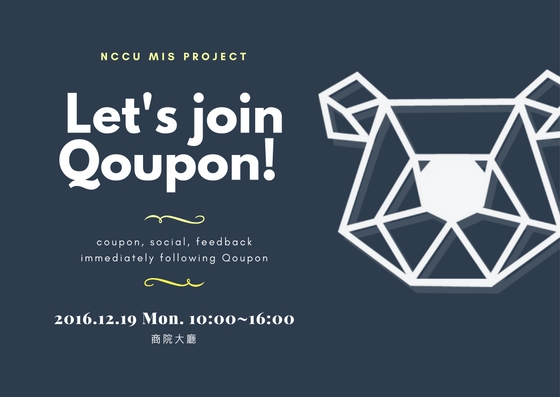 NCCU MIS PROJECT
Let's join
Qoupon!
coupon, social, feedback
immediately following Qoupon
2016.12.19 Mon. 10:00~16:00
商院大廳